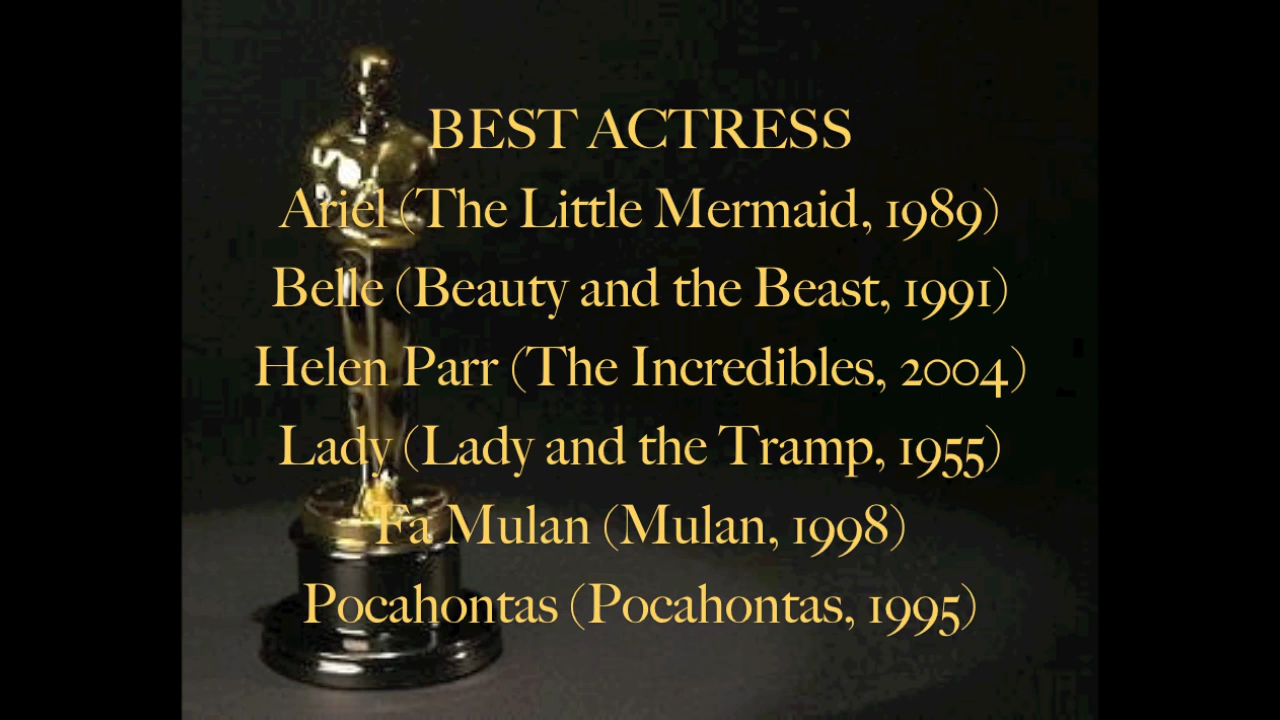 BEST ACTRESS
Ariel (The Little Mermaid, 1989)
Belle (Beauty and the Beast, 1991)
Helen Parr (The Incredibles, 2004)
Lady (Lady and the Tramp, 1955)
Fa Mulan (Mulan, 1998)
Pocahontas (Pocahontas, 1995)